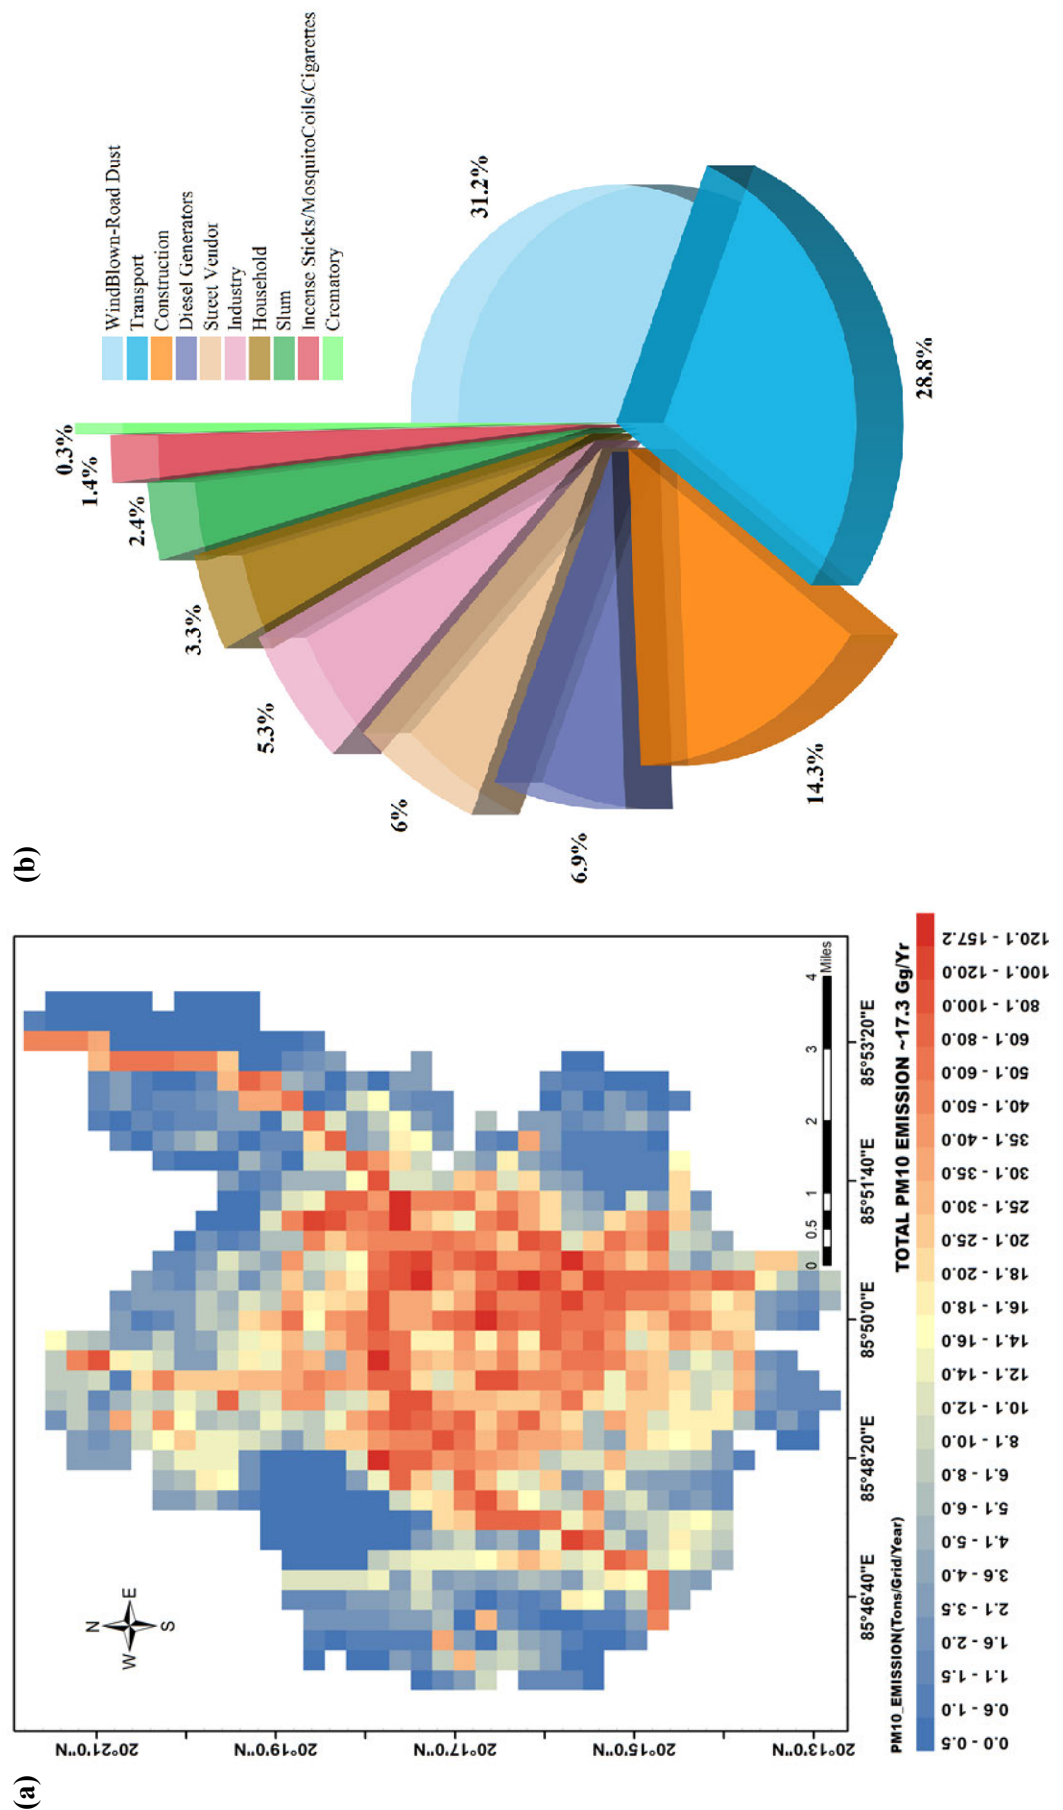 (a)
N
W
E
S
20°21'0"N
20°19'0"N
20°17'0"N
20°15'0"N
20°13'0"N
85°46'40"E
85°48'20"E
85°50'0"E
85°51'40"E
85°53'20"E
0 0.5 1 2 3 4
Miles
PM10_EMISSION(Tons/Grid/Year)
TOTAL PM10 EMISSION ~17.3 Gg/Yr
0.0 - 0.5
0.6 - 1.0
1.1 - 1.5
1.6 - 2.0
2.1 - 3.5
3.6 - 4.0
4.1 - 5.0
5.1 - 6.0
6.1 - 8.0
8.1 - 10.0
10.1 - 12.0
12.1 - 14.0
14.1 - 16.0
16.1 - 18.0
18.1 - 20.0
20.1 - 25.0
25.1 - 30.0
30.1 - 35.0
35.1 - 40.0
40.1 - 50.0
50.1 - 60.0
60.1 - 80.0
80.1 - 100.0
100.1 - 120.0
120.1 - 157.2
(b)
WindBlown-Road Dust
Transport
Construction
Diesel Generators
Street Vendor
Industry
Household
Slum
Incense Sticks/MosquitoCoils/Cigarettes
Crematory
0.3%
1.4%
2.4%
3.3%
5.3%
6%
6.9%
14.3%
28.8%
31.2%